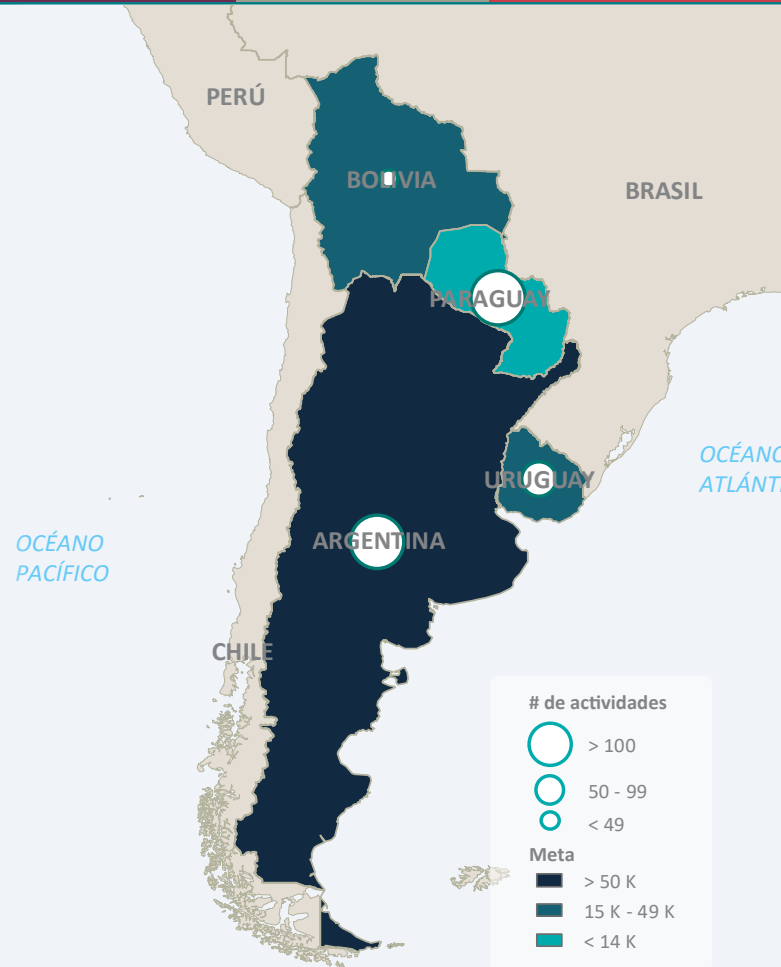 PERÚ
BOLIVIA
BRASIL
PARAGUAY
OCÉANO
URUGUAY
ARGENTINA
OCÉANO
PACÍFICO
CHILE
# de actividades
> 100
50 - 99
< 49
Meta
> 50 K
15 K - 49 K
< 14 K